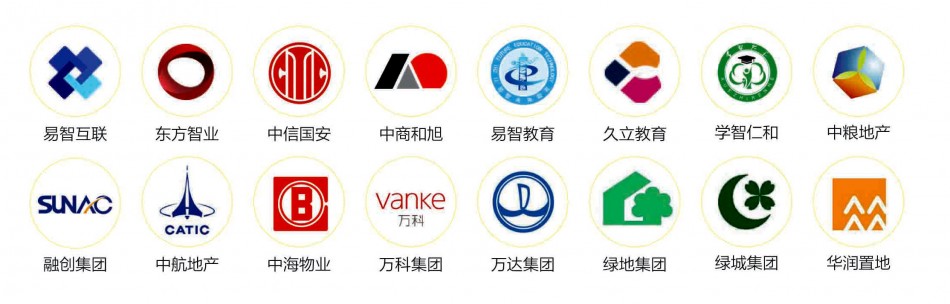 易智互联 东方智业 中信国安 中商和旭 易智教育 久立教育 学智仁和 中粮地产
SUNAC CATIC vanke 万科
融创集团 中航地产 中海物业 万科集团 万达集团 绿地集团 绿城集团 华润置地